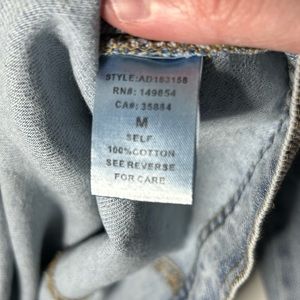 STYLE:AD183158
RN#: 149854
CA#: 35884
M
SELF
100%COTTON
SEE REVERSE
FOR CARE